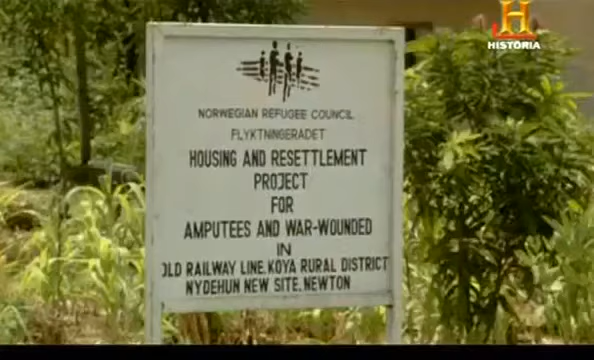 H
HISTORIA
NORWEGIAN REFUGEE COUNCIL
FLYKTNINGERADET
HOUSING AND RESETTLEMENT
PROJECT
FOR
AMPUTEES AND WAR-WOUNDED
IN
OLD RAILWAY LINE, KOYA RURAL DISTRICT
NYDEHUN NEW SITE, NEWTON